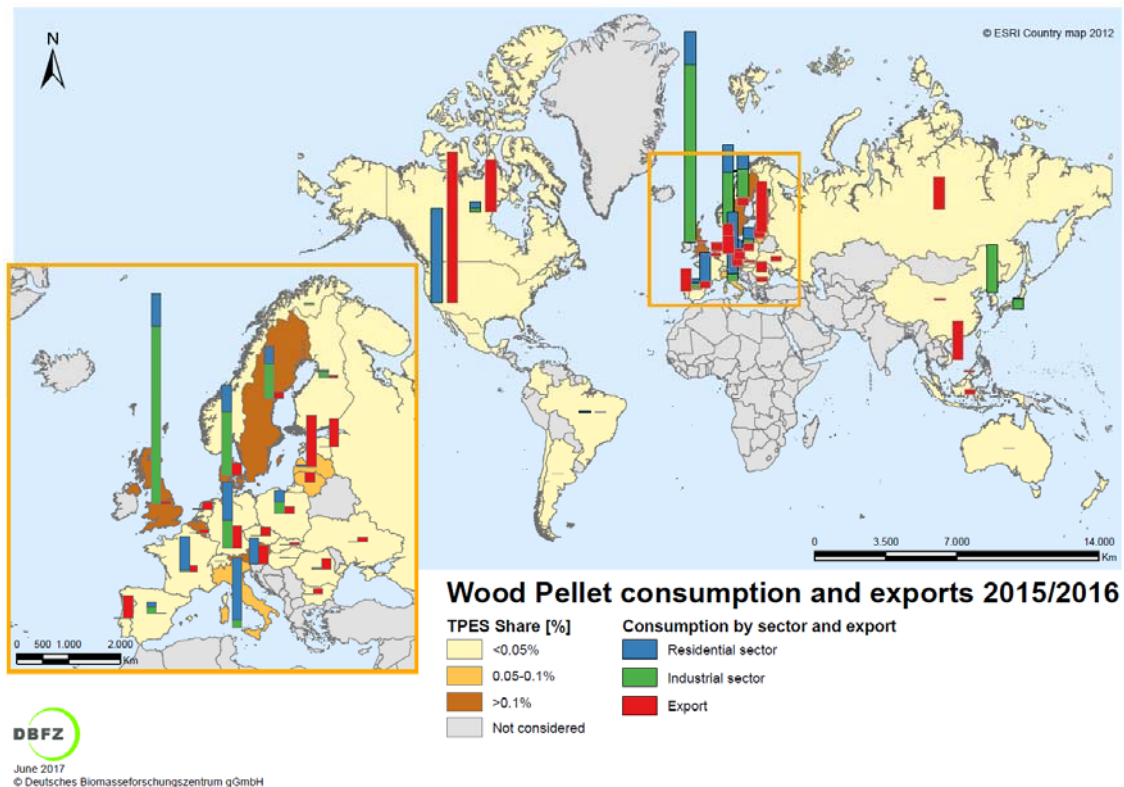 N
© ESRI Country map 2012
0 3.500 7.000 14.000
Km
0 500 1.000 2.000
Km
Wood Pellet consumption and exports 2015/2016
TPES Share [%]
<0.05%
0.05-0.1%
>0.1%
Not considered
Consumption by sector and export
Residential sector
Industrial sector
Export
DBFZ
June 2017
© Deutsches Biomasseforschungszentrum gGmbH